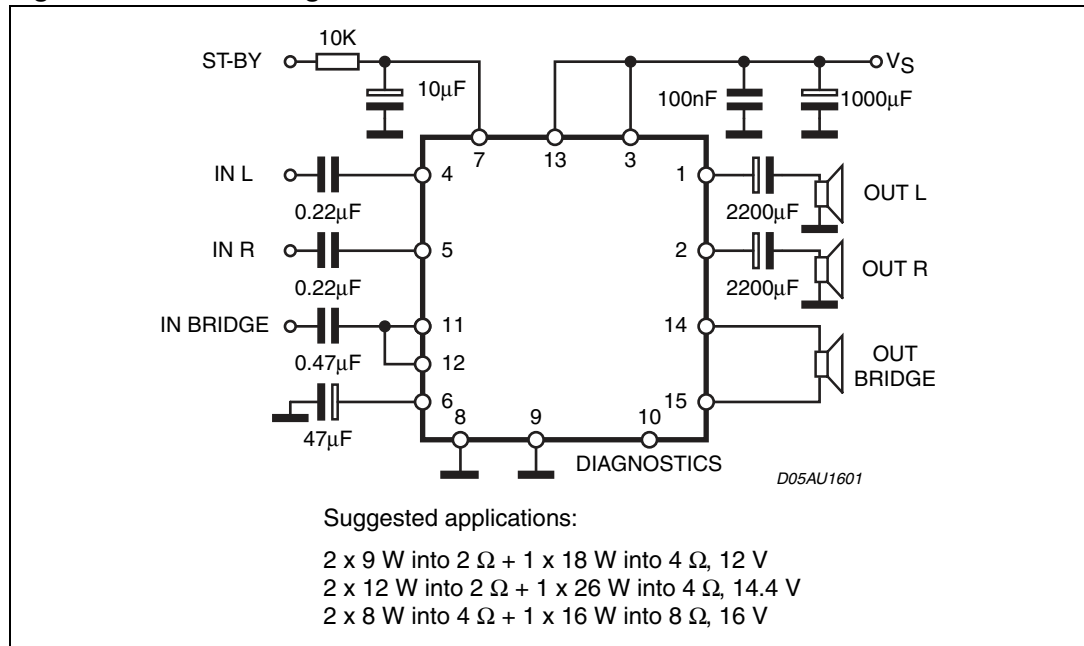 10K
ST-BY
10µF
100nF
1000µF
VS
7
13
3
IN L
0.22µF
4
1
2200µF
OUT L
IN R
0.22µF
5
2
2200µF
OUT R
IN BRIDGE
0.47µF
11
12
14
15
OUT
BRIDGE
47µF
6
8
9
10
DIAGNOSTICS
D05AU1601
Suggested applications:
2 x 9 W into 2 Ω + 1 x 18 W into 4 Ω, 12 V
2 x 12 W into 2 Ω + 1 x 26 W into 4 Ω, 14.4 V
2 x 8 W into 4 Ω + 1 x 16 W into 8 Ω, 16 V